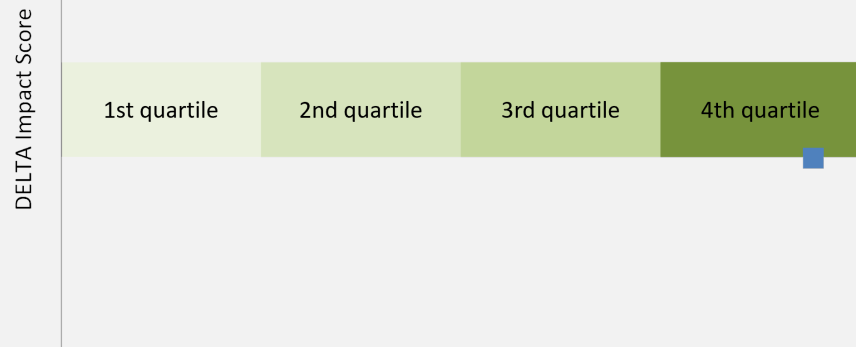 DELTA Impact Score
1st quartile
2nd quartile
3rd quartile
4th quartile